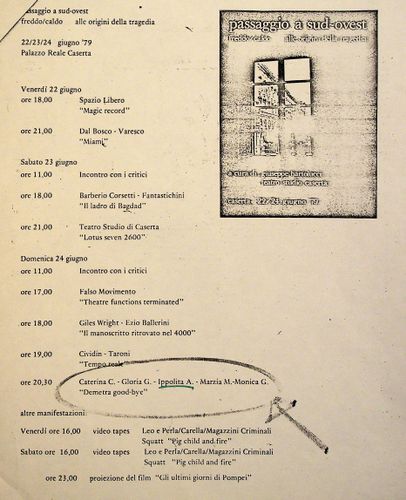 passaggio a sud-ovest
freddo/caldo alle origini della tragedia
22/23/24 giugno '79
Palazzo Reale Caserta
Venerdì 22 giugno
ore 18,00 Spazio Libero
"Magic record"
ore 21,00 Dal Bosco - Varesco
"Miami"
Sabato 23 giugno
ore 11,00 Incontro con i critici
ore 18,00 Barberio Corsetti - Fantastichini
"Il ladro di Bagdad"
ore 21,00 Teatro Studio di Caserta
"Lotus seven 2600"
Domenica 24 giugno
ore 11,00 Incontro con i critici
ore 17,00 Falso Movimento
"Theatre functions terminated"
ore 18,00 Giles Wright - Ezio Ballerini
"Il manoscritto ritrovato nel 4000"
ore 19,00 Cividin - Taroni
"Tempo reale"
ore 20,30 Caterina C. - Gloria G. - Ippolita A. - Marzia M.-Monica G.
"Demetra good-bye"
altre manifestazioni
Venerdì ore 16,00 video tapes Leo e Perla/Carella/Magazzini Criminali
Squatt "Pig child and fire"
Sabato ore 16,00 video tapes Leo e Perla/Carella/Magazzini Criminali
Squatt "Pig child and fire"
ore 23,00 proiezione del film "Gli ultimi giorni di Pompei"
passaggio a sud-ovest
freddo-caldo alle origini della tragedia
a cura di giuseppe bartolucci
teatro studio caserta
caserta 22/24 giugno